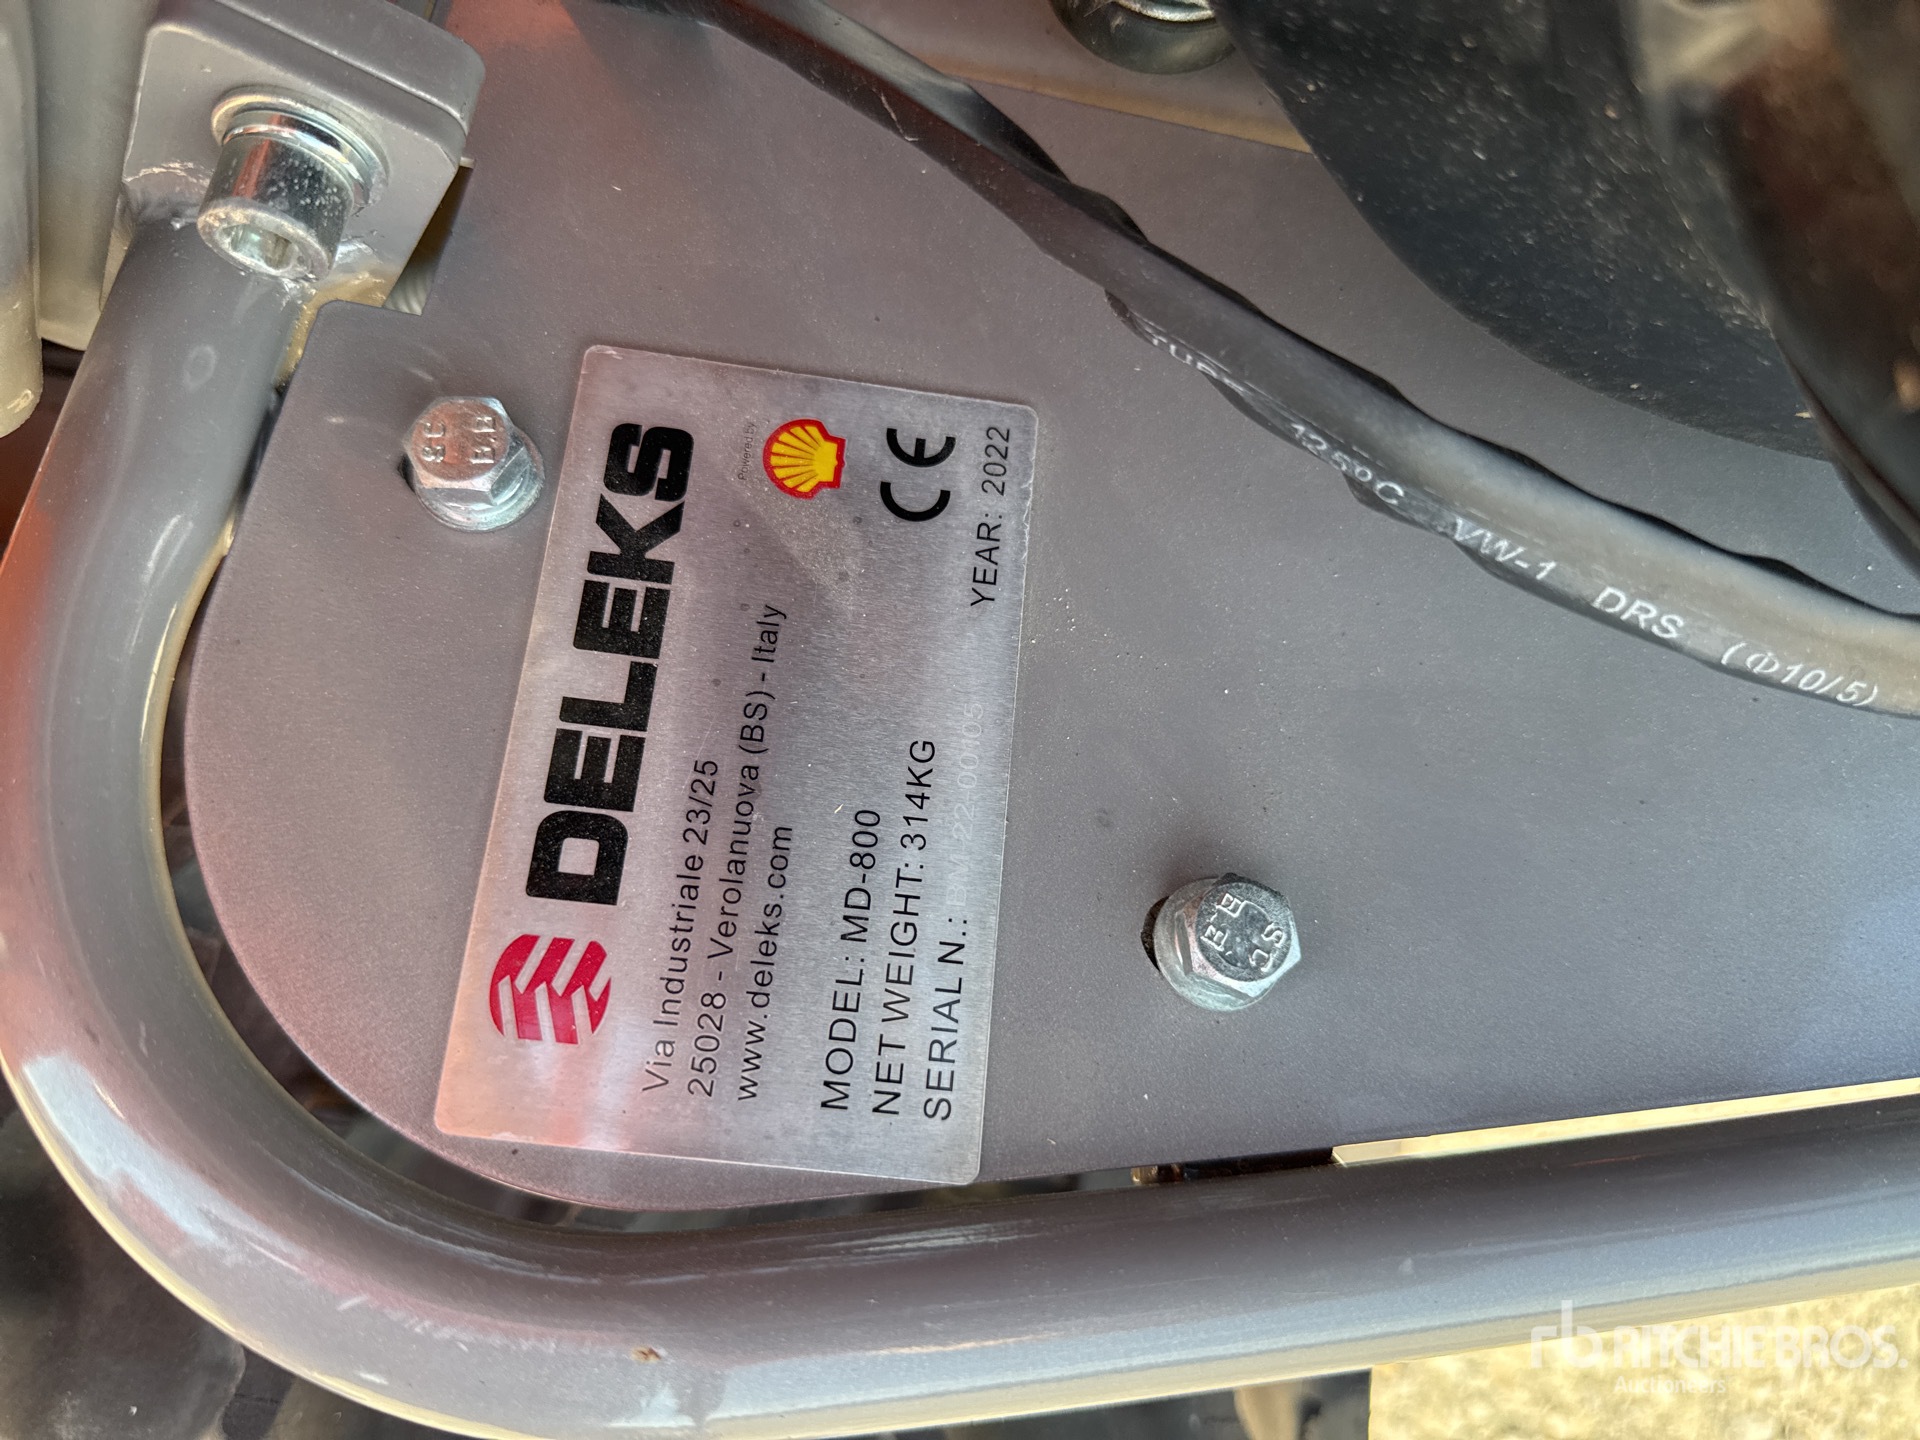 DELEKS
Via Industriale 23/25
25028 - Verolanuova (BS) - Italy
www.deleks.com
Powered by
MODEL: MD-800
NET WEIGHT: 314KG
SERIAL N.:
CE
YEAR: 2022
125°C VW-1 DRS (Φ10/5)
rb RITCHIE BROS.
Auctioneers